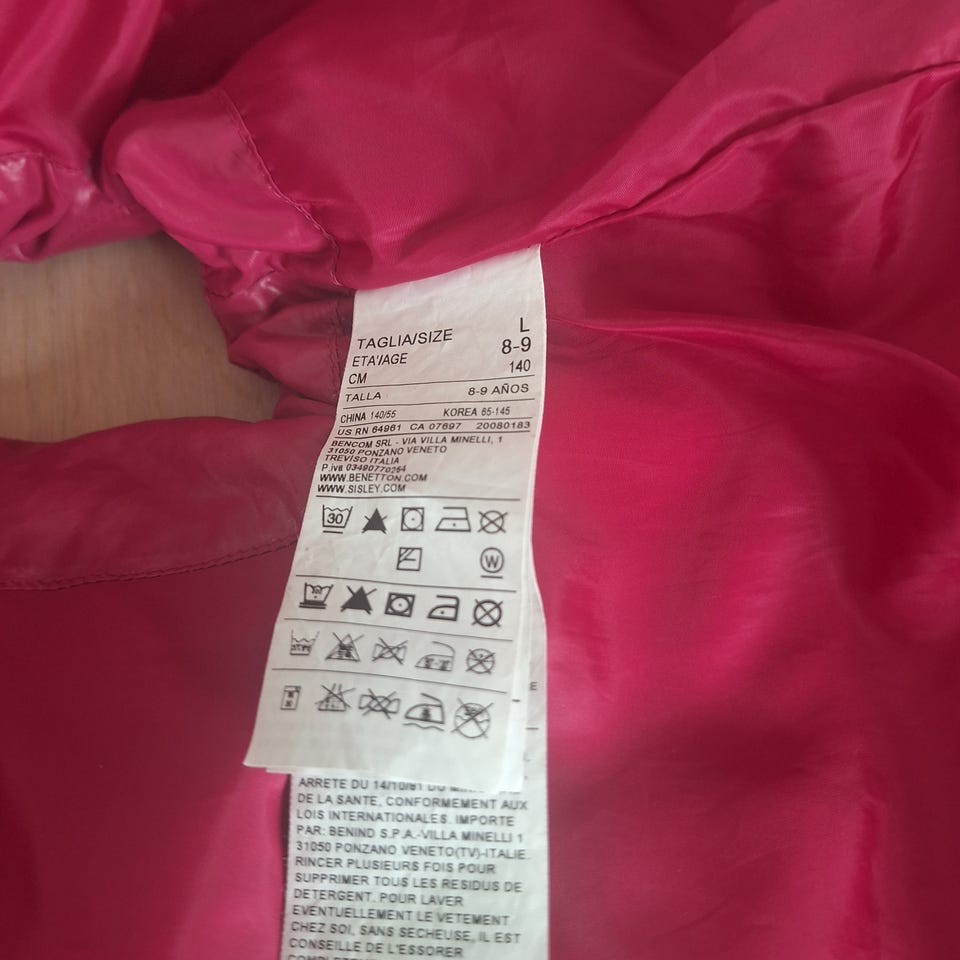 TAGLIA/SIZE L
ETA'/AGE 8-9
CM 140
TALLA 8-9 AÑOS
CHINA 140/55 KOREA 65-145
US RN 64961 CA 07697 20080183
BENCOM SRL - VIA VILLA MINELLI, 1
31050 PONZANO VENETO
TREVISO ITALIA
P.iva 03490770264
WWW.BENETTON.COM
WWW.SISLEY.COM
30
W
E
L
ARRETE DU 14/10/81 DU
DE LA SANTE, CONFORMEMENT AUX
LOIS INTERNATIONALES. IMPORTE
PAR: BENIND S.P.A.-VILLA MINELLI 1
31050 PONZANO VENETO(TV)-ITALIE.
RINCER PLUSIEURS FOIS POUR
SUPPRIMER TOUS LES RESIDUS DE
DETERGENT. POUR LAVER
EVENTUELLEMENT LE VETEMENT
CHEZ SOI, SANS SECHEUSE, IL EST
CONSEILLE DE L'ESSORER